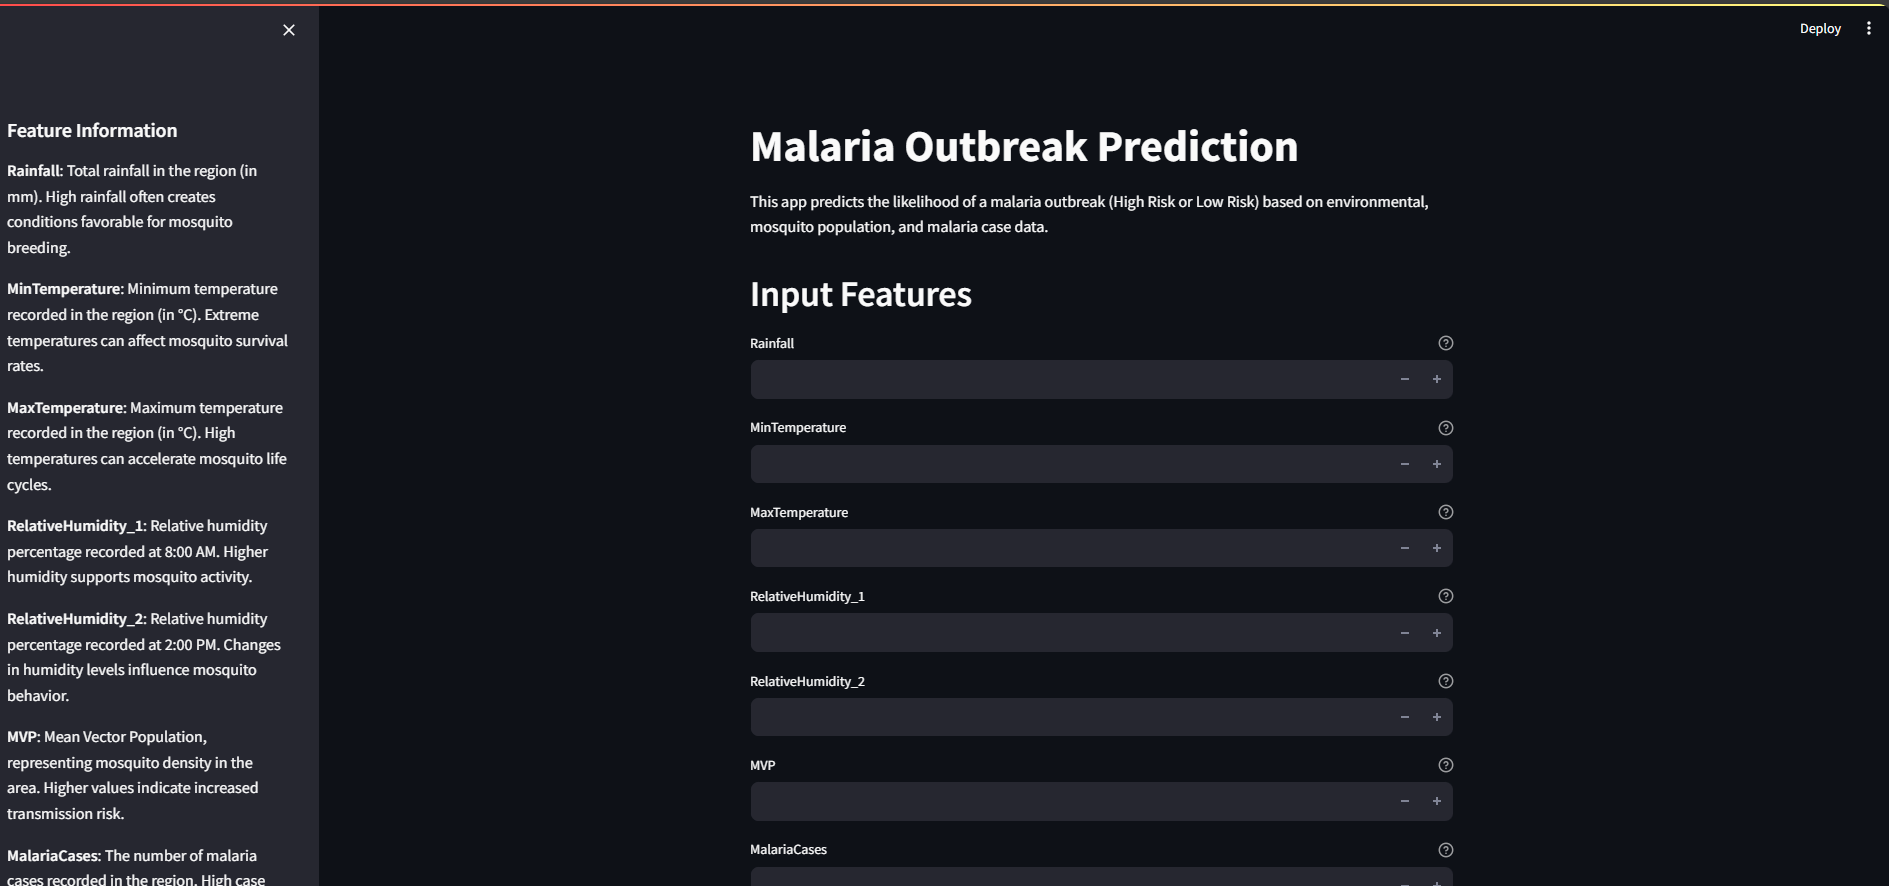 Deploy
Feature Information
Rainfall: Total rainfall in the region (in
mm). High rainfall often creates
conditions favorable for mosquito
breeding.
MinTemperature: Minimum temperature
recorded in the region (in °C). Extreme
temperatures can affect mosquito survival
rates.
MaxTemperature: Maximum temperature
recorded in the region (in °C). High
temperatures can accelerate mosquito life
cycles.
RelativeHumidity_1: Relative humidity
percentage recorded at 8:00 AM. Higher
humidity supports mosquito activity.
RelativeHumidity_2: Relative humidity
percentage recorded at 2:00 PM. Changes
in humidity levels influence mosquito
behavior.
MVP: Mean Vector Population,
representing mosquito density in the
area. Higher values indicate increased
transmission risk.
MalariaCases: The number of malaria
cases recorded in the region. High case
Malaria Outbreak Prediction
This app predicts the likelihood of a malaria outbreak (High Risk or Low Risk) based on environmental,
mosquito population, and malaria case data.
Input Features
Rainfall
MinTemperature
MaxTemperature
RelativeHumidity_1
RelativeHumidity_2
MVP
MalariaCases